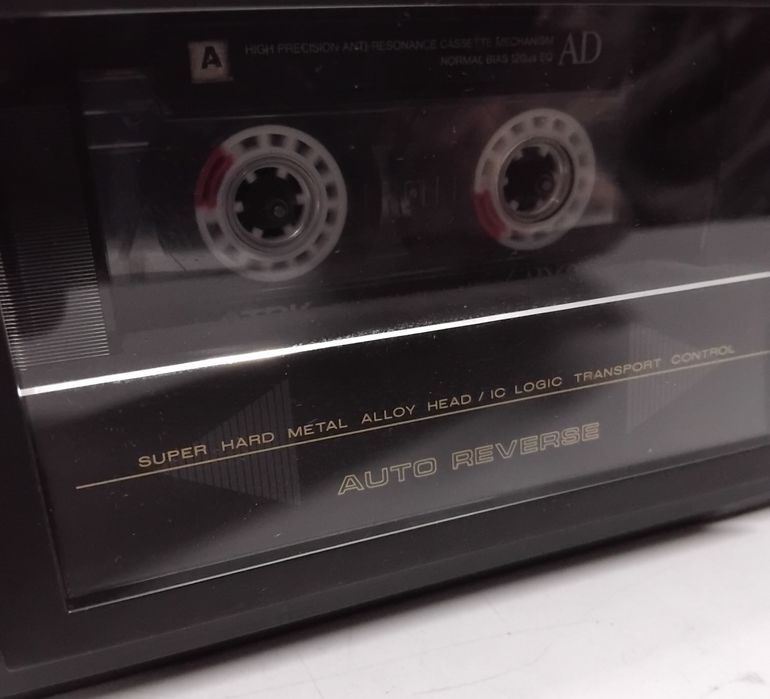 A
HIGH PRECISION ANTI-RESONANCE CASSETTE MECHANISM
NORMAL BIAS 120µs EQ
AD
TDK
SUPER HARD METAL ALLOY HEAD / IC LOGIC TRANSPORT CONTROL
AUTO REVERSE